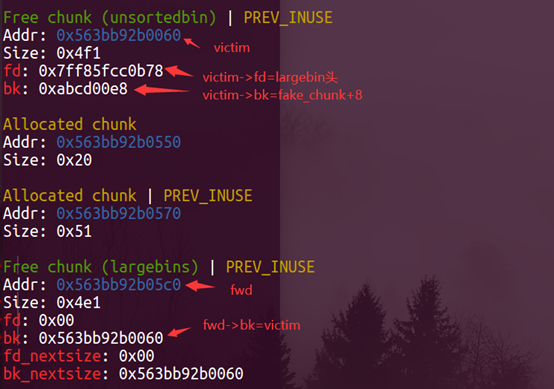 Free chunk (unsortedbin) | PREV_INUSE
Addr: 0x563bb92b0060
victim
Size: 0x4f1
fd: 0x7ff85fcc0b78
victim->fd=largebin头
bk: 0xabcd00e8
victim->bk=fake_chunk+8
Allocated chunk
Addr: 0x563bb92b0550
Size: 0x20
Allocated chunk | PREV_INUSE
Addr: 0x563bb92b0570
Size: 0x51
Free chunk (largebins) | PREV_INUSE
Addr: 0x563bb92b05c0
fwd
Size: 0x4e1
fd: 0x00
bk: 0x563bb92b0060
fwd->bk=victim
fd_nextsize: 0x00
bk_nextsize: 0x563bb92b0060